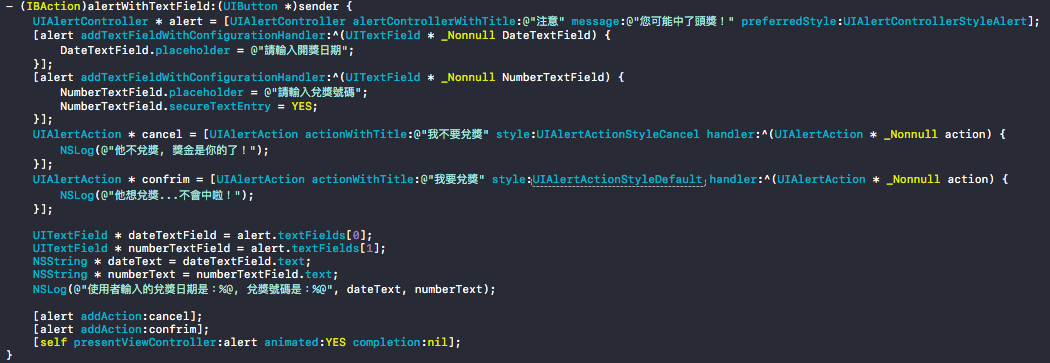 - (IBAction)alertWithTextField:(UIButton *)sender {
UIAlertController * alert = [UIAlertController alertControllerWithTitle:@"注意" message:@"您可能中了頭獎！" preferredStyle:UIAlertControllerStyleAlert];
[alert addTextFieldWithConfigurationHandler:^(UITextField * _Nonnull DateTextField) {
DateTextField.placeholder = @"請輸入開獎日期";
}];
[alert addTextFieldWithConfigurationHandler:^(UITextField * _Nonnull NumberTextField) {
NumberTextField.placeholder = @"請輸入兌獎號碼";
NumberTextField.secureTextEntry = YES;
}];
UIAlertAction * cancel = [UIAlertAction actionWithTitle:@"我不要兌獎" style:UIAlertActionStyleCancel handler:^(UIAlertAction * _Nonnull action) {
NSLog(@"他不兌獎, 獎金是你的了！");
}];
UIAlertAction * confrim = [UIAlertAction actionWithTitle:@"我要兌獎" style:UIAlertActionStyleDefault handler:^(UIAlertAction * _Nonnull action) {
NSLog(@"他想兌獎...不會中啦！");
}];
UITextField * dateTextField = alert.textFields[0];
UITextField * numberTextField = alert.textFields[1];
NSString * dateText = dateTextField.text;
NSString * numberText = numberTextField.text;
NSLog(@"使用者輸入的兌獎日期是：%@, 兌獎號碼是：%@", dateText, numberText);
[alert addAction:cancel];
[alert addAction:confrim];
[self presentViewController:alert animated:YES completion:nil];
}